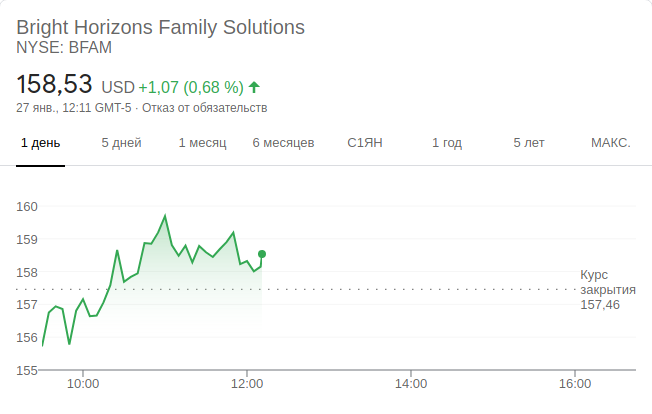 Bright Horizons Family Solutions
NYSE: BFAM
158,53 USD +1,07 (0,68 %)
27 янв., 12:11 GMT-5 · Отказ от обязательств
1 день 5 дней 1 месяц 6 месяцев С1ЯН 1 год 5 лет МАКС.
160
159
158
157
156
155
Курс
закрытия
157,46
10:00 12:00 14:00 16:00